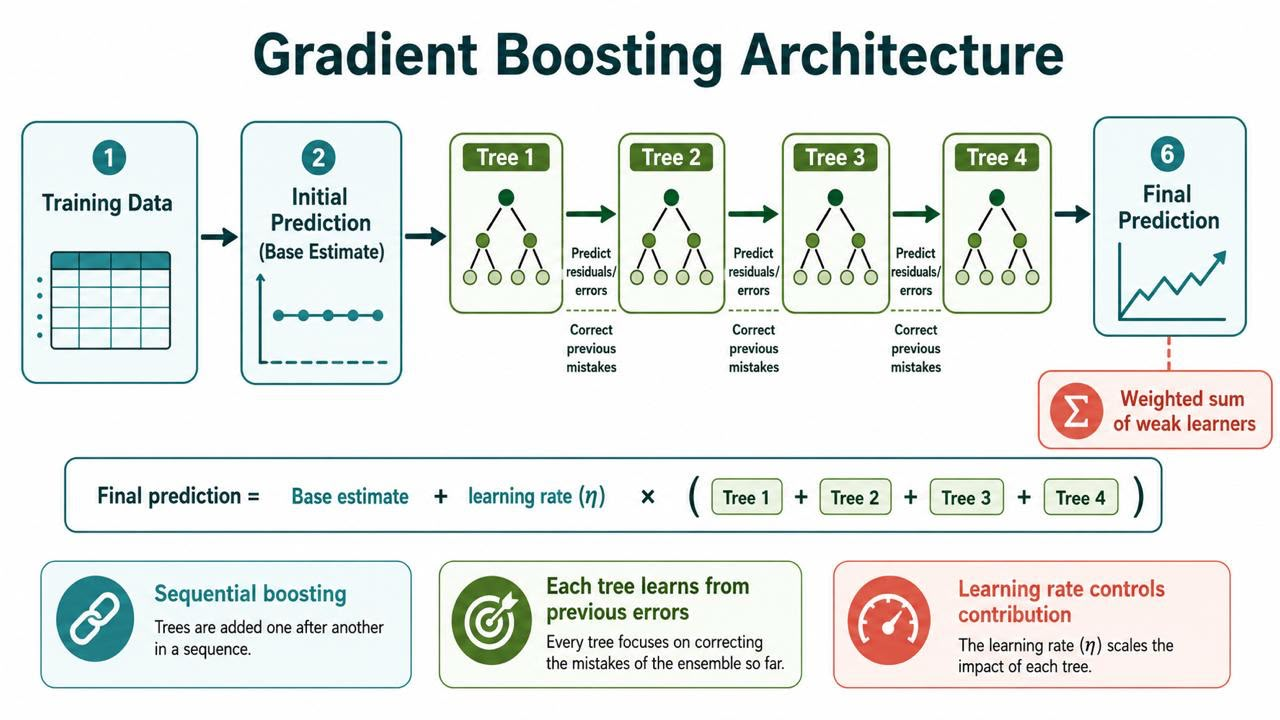 Gradient Boosting Architecture
1
Training Data
2
Initial
Prediction
(Base Estimate)
Tree 1
Predict
residuals/
errors
Correct
previous
mistakes
Tree 2
Predict
residuals/
errors
Correct
previous
mistakes
Tree 3
Predict
residuals/
errors
Correct
previous
mistakes
Tree 4
6
Final
Prediction
Σ
Weighted sum
of weak learners
Final prediction = Base estimate + learning rate (η) × ( Tree 1 + Tree 2 + Tree 3 + Tree 4 )
Sequential boosting
Trees are added one after another
in a sequence.
Each tree learns from
previous errors
Every tree focuses on correcting
the mistakes of the ensemble so far.
Learning rate controls
contribution
The learning rate (η) scales the
impact of each tree.